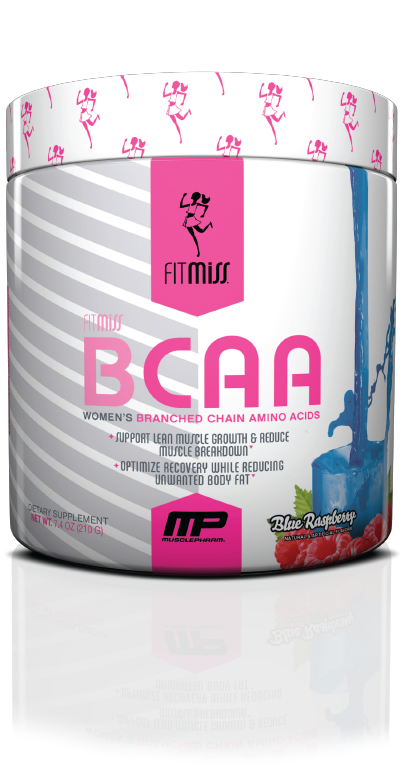 FITMISS
FITMISS
BCAA
WOMEN'S BRANCHED CHAIN AMINO ACIDS
+SUPPORT LEAN MUSCLE GROWTH & REDUCE
MUSCLE BREAKDOWN*
+OPTIMIZE RECOVERY WHILE REDUCING
UNWANTED BODY FAT*
DIETARY SUPPLEMENT
NET WT. 7.4 OZ (210 G)
MP
MUSCLEPHARM
Blue Raspberry